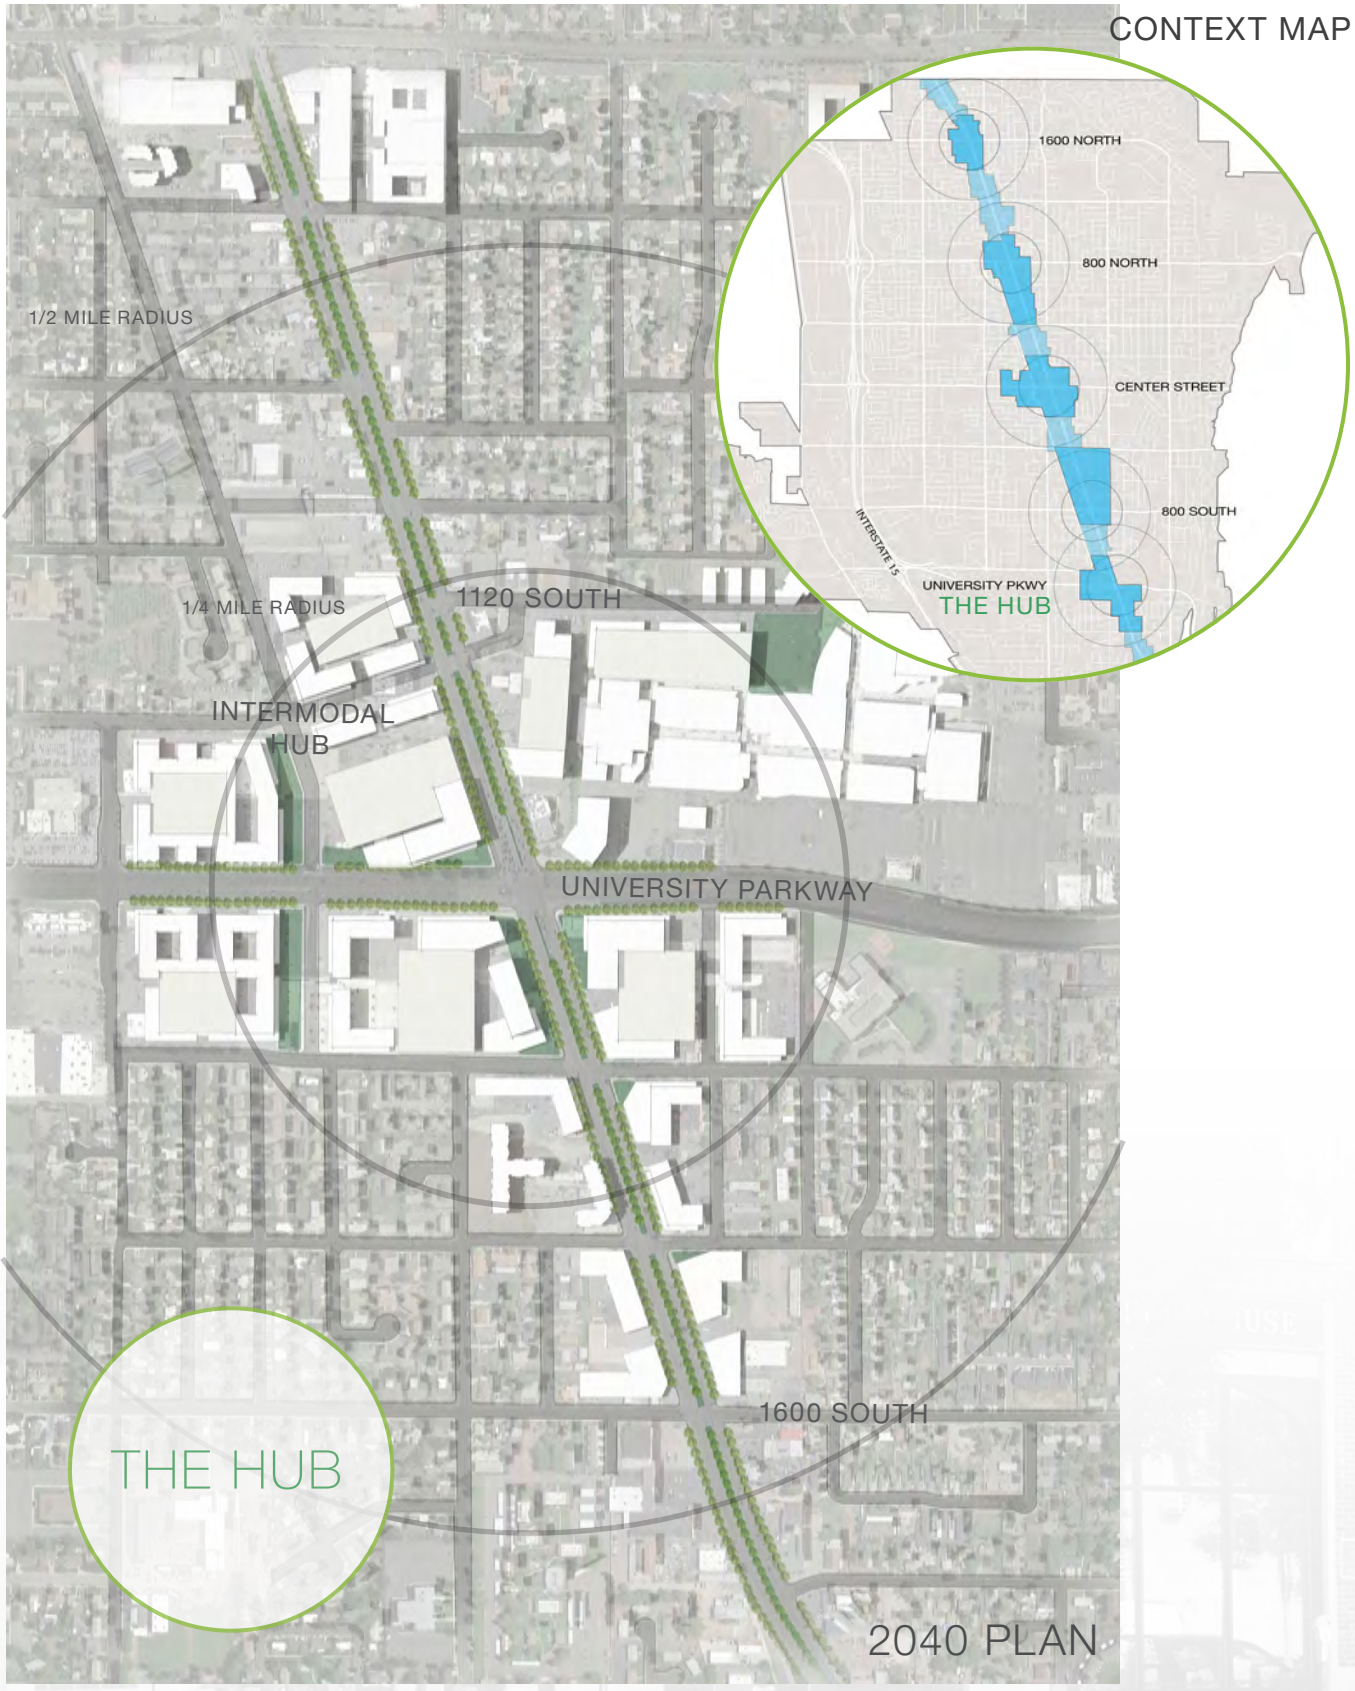 CONTEXT MAP
1600 NORTH
800 NORTH
CENTER STREET
800 SOUTH
INTERSTATE 15
UNIVERSITY PKWY
THE HUB
1/2 MILE RADIUS
1/4 MILE RADIUS
1120 SOUTH
INTERMODAL
HUB
UNIVERSITY PARKWAY
1600 SOUTH
THE HUB
2040 PLAN